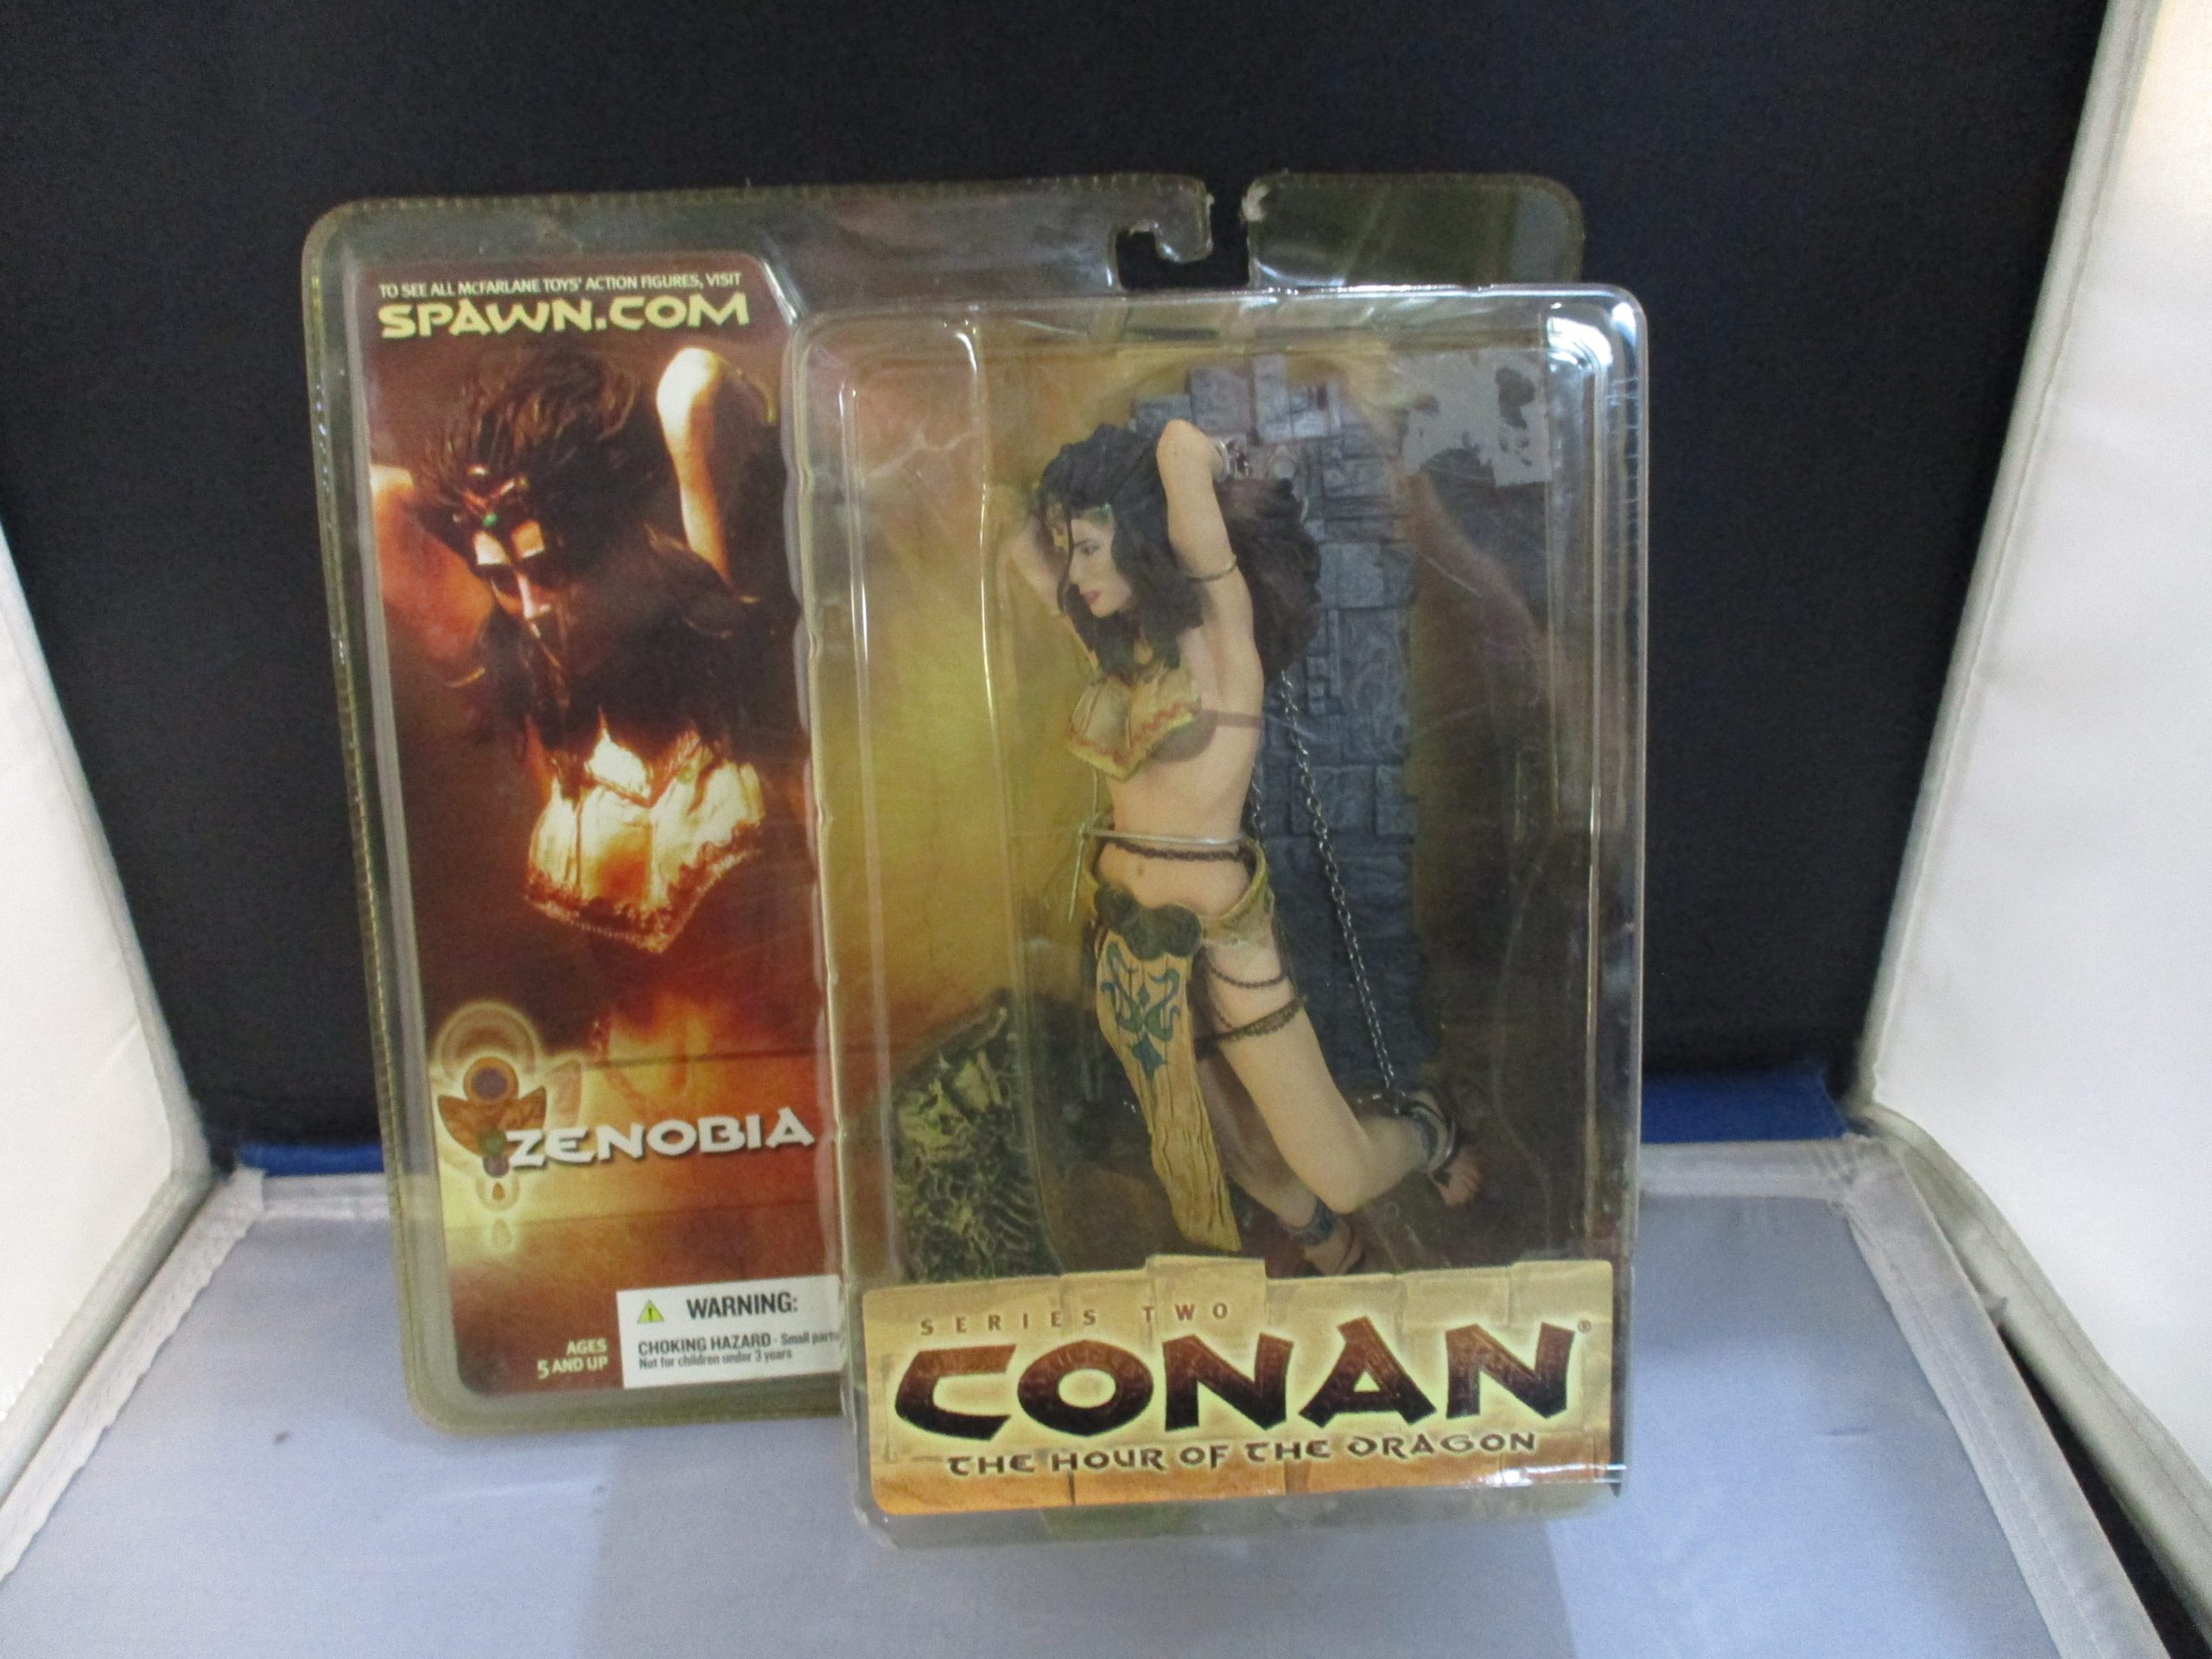 TO SEE ALL MCFARLANE TOYS' ACTION FIGURES, VISIT
SPAWN.COM
ZENOBIA
WARNING:
CHOKING HAZARD - Small parts
Not for children under 3 years
AGES
5 AND UP
SERIES TWO
CONAN®
THE HOUR OF THE DRAGON